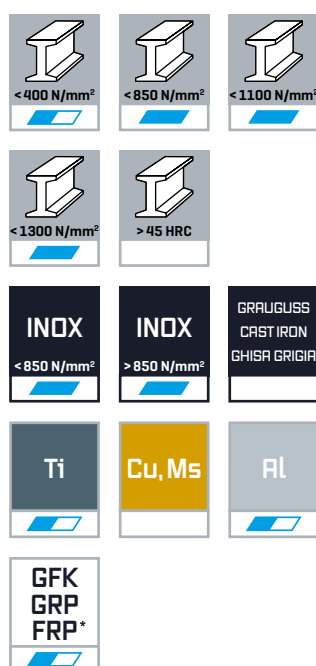 <400 N/mm²
<850 N/mm²
<1100 N/mm²
<1300 N/mm²
>45 HRC
INOX
<850 N/mm²
INOX
>850 N/mm²
GRAUGUSS
CAST IRON
GHISA GRIGIA
Ti
Cu, Ms
Al
GFK
GRP
FRP*